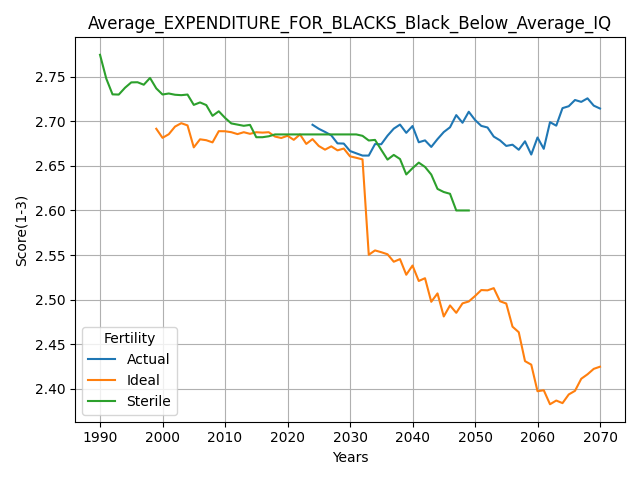 Average_EXPENDITURE_FOR_BLACKS_Black_Below_Average_IQ
Score(1-3)
2.75
2.70
2.65
2.60
2.55
2.50
2.45
2.40
Fertility
Actual
Ideal
Sterile
1990 2000 2010 2020 2030 2040 2050 2060 2070
Years